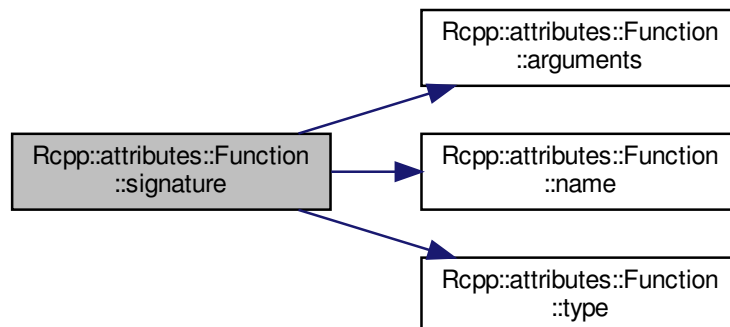 Rcpp::attributes::Function
::arguments
Rcpp::attributes::Function
::signature
Rcpp::attributes::Function
::name
Rcpp::attributes::Function
::type